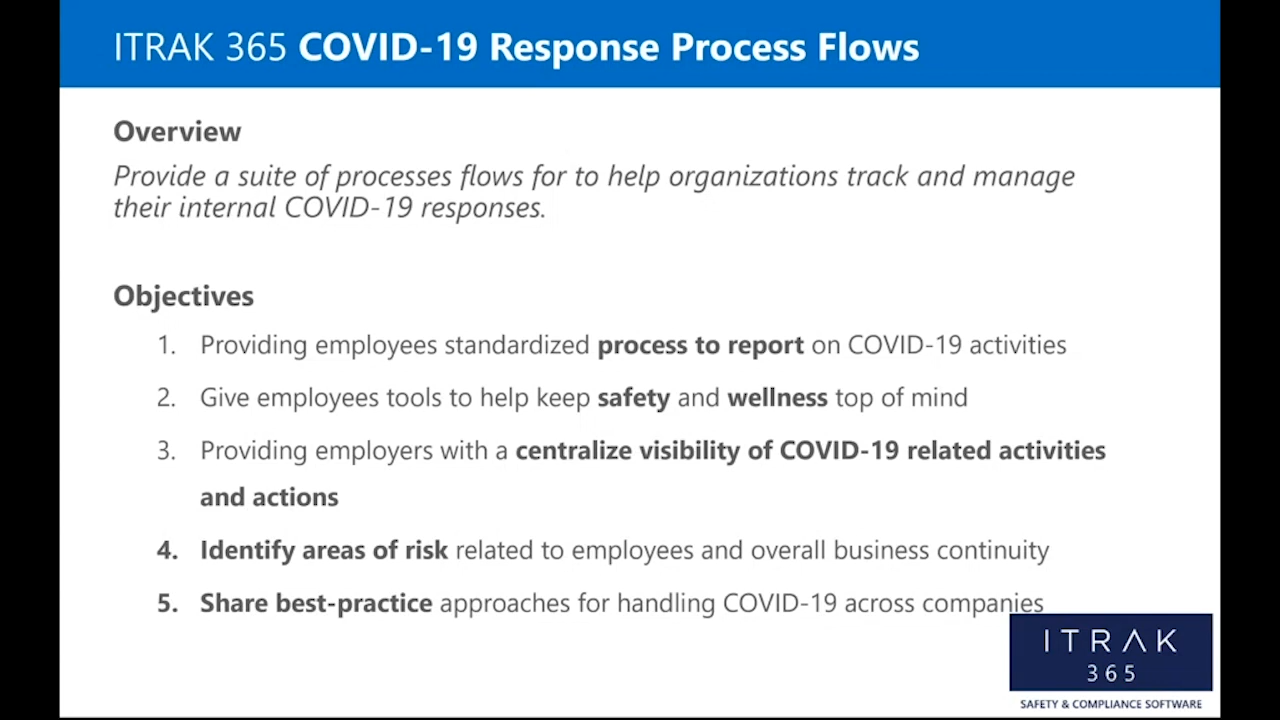 ITRAK 365 COVID-19 Response Process Flows
Overview
Provide a suite of processes flows for to help organizations track and manage
their internal COVID-19 responses.
Objectives
1. Providing employees standardized process to report on COVID-19 activities
2. Give employees tools to help keep safety and wellness top of mind
3. Providing employers with a centralize visibility of COVID-19 related activities
and actions
4. Identify areas of risk related to employees and overall business continuity
5. Share best-practice approaches for handling COVID-19 across companies
ITRAK
365
SAFETY & COMPLIANCE SOFTWARE